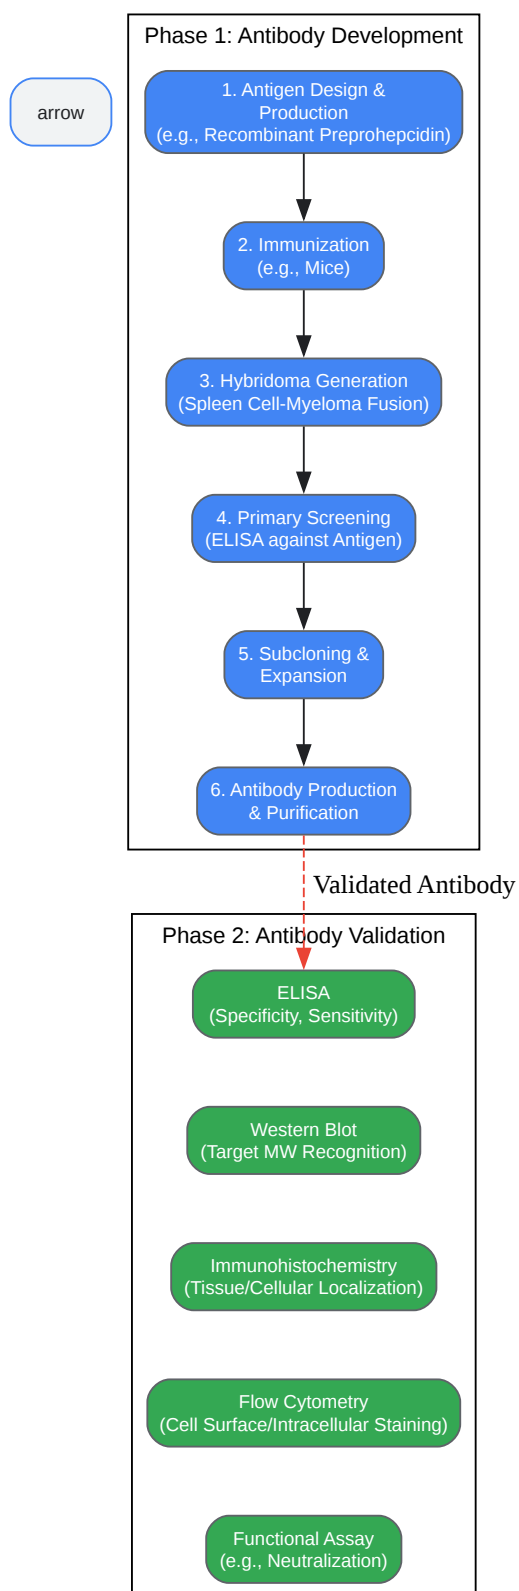 Phase 1: Antibody Development
arrow
1. Antigen Design &
Production
(e.g., Recombinant Preprohepcidin)
2. Immunization
(e.g., Mice)
3. Hybridoma Generation
(Spleen Cell-Myeloma Fusion)
4. Primary Screening
(ELISA against Antigen)
5. Subcloning &
Expansion
6. Antibody Production
& Purification
Validated Antibody
Phase 2: Antibody Validation
ELISA
(Specificity, Sensitivity)
Western Blot
(Target MW Recognition)
Immunohistochemistry
(Tissue/Cellular Localization)
Flow Cytometry
(Cell Surface/Intracellular Staining)
Functional Assay
(e.g., Neutralization)